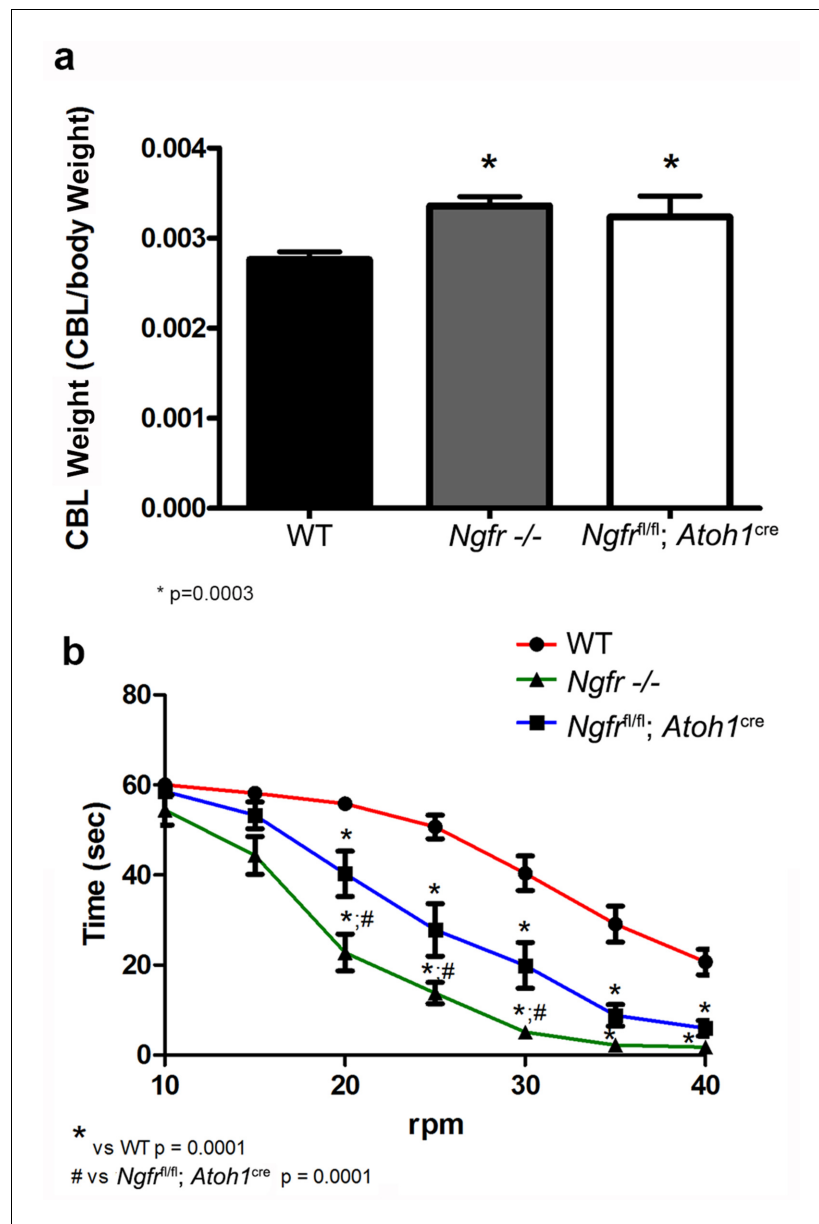 a
CBL Weight (CBL/body Weight)
0.004
0.003
0.002
0.001
0.000
* *
WT Ngfr -/- Ngfrfl/fl; Atoh1cre
* p=0.0003
b
WT
Ngfr -/-
Ngfrfl/fl; Atoh1cre
Time (sec)
80
60
40
20
0
*
*;#
*
*;#
*
*;#
*
*
*
*
10 20 30 40
rpm
* vs WT p = 0.0001
# vs Ngfrfl/fl; Atoh1cre p = 0.0001